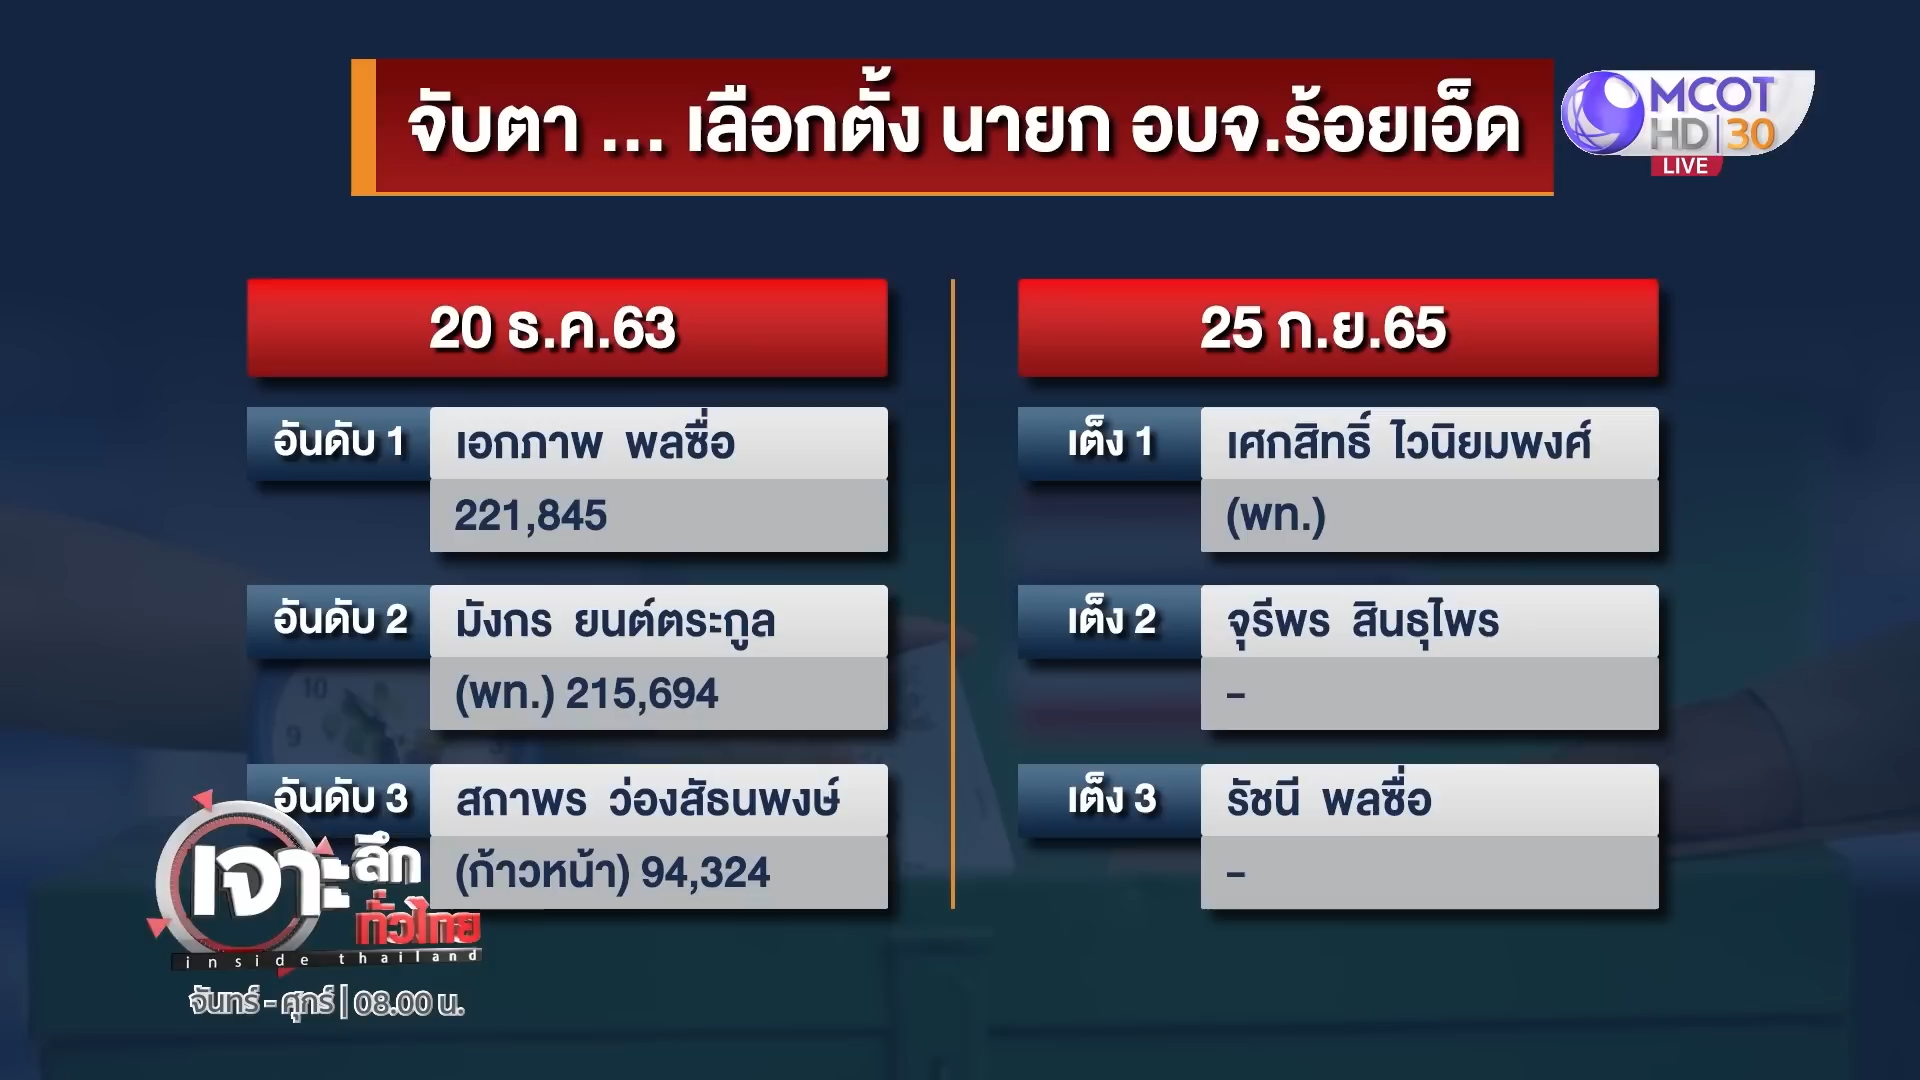 จับตา ... เลือกตั้ง นายก อบจ.ร้อยเอ็ด
MCOT
HD 30
LIVE
20 ธ.ค.63
อันดับ 1 เอกภาพ พลซื่อ
221,845
อันดับ 2 มังกร ยนต์ตระกูล
(พท.) 215,694
อันดับ 3 สถาพร ว่องสัธนพงษ์
(ก้าวหน้า) 94,324
25 ก.ย.65
เต็ง 1 เศกสิทธิ์ ไวนิยมพงศ์
(พท.)
เต็ง 2 จุรีพร สินธุไพร
–
เต็ง 3 รัชนี พลซื่อ
–
เจาะลึก
ทั่วไทย
inside thailand
จันทร์ - ศุกร์ | 08.00 น.